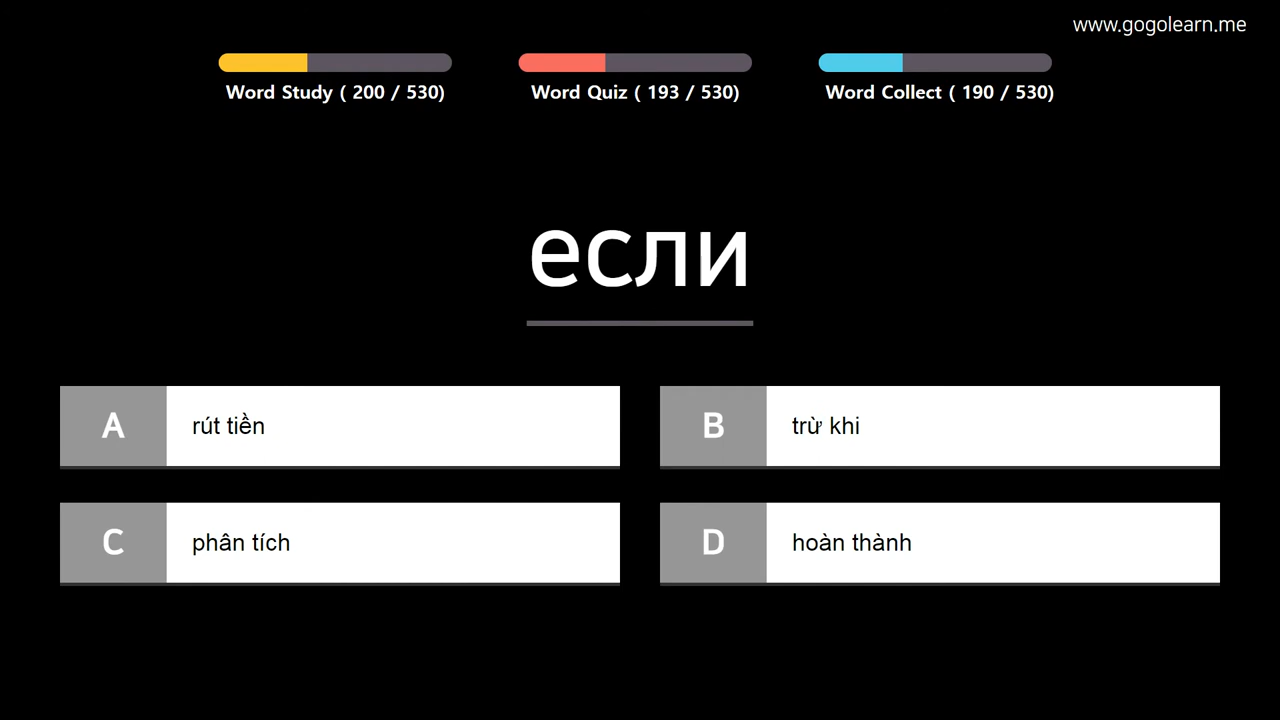 www.gogolearn.me
Word Study ( 200 / 530)
Word Quiz ( 193 / 530)
Word Collect ( 190 / 530)
если
A rút tiền
B trừ khi
C phân tích
D hoàn thành